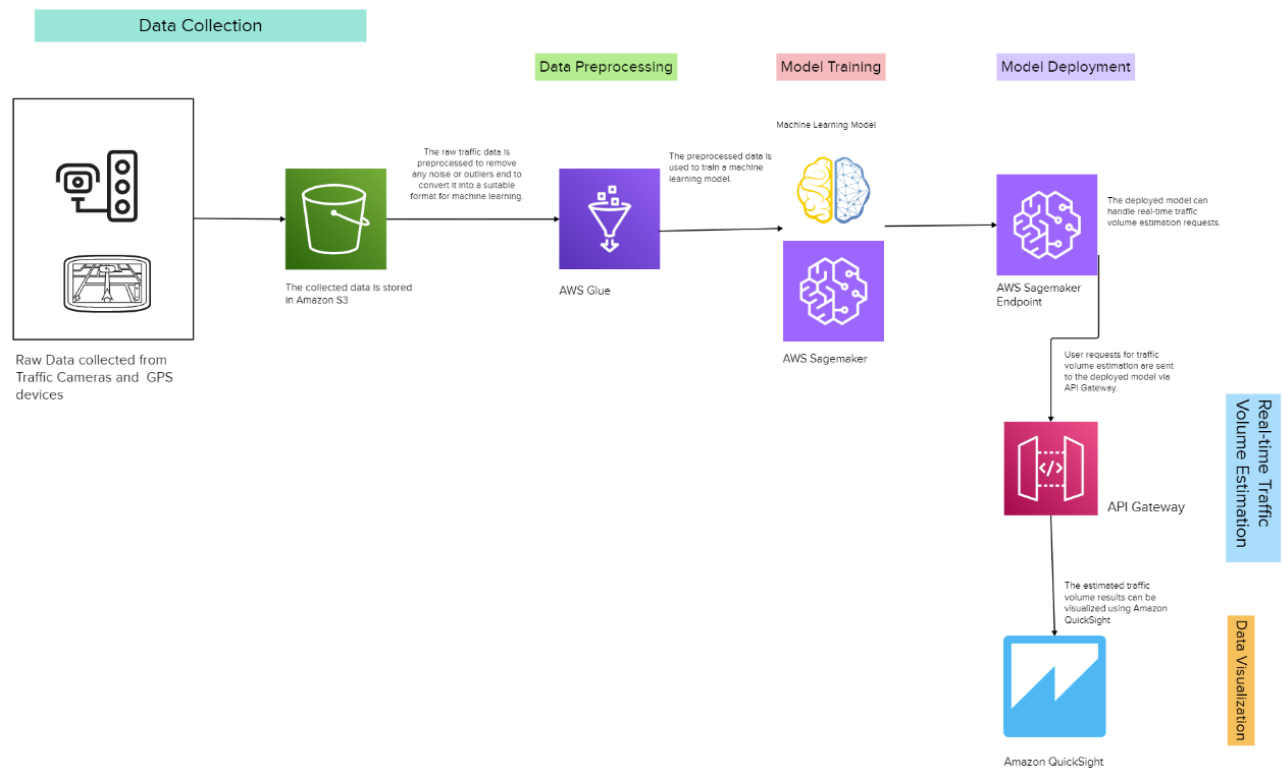 Data Collection
Data Preprocessing
Model Training
Model Deployment
Machine Learning Model
The raw traffic data is
preprocessed to remove
any noise or outliers and to
convert it into a suitable
format for machine learning.
The preprocessed data is
used to train a machine
learning model.
The deployed model can
handle real-time traffic
volume estimation requests.
The collected data is stored
in Amazon S3
AWS Glue
AWS Sagemaker
AWS Sagemaker
Endpoint
Raw Data collected from
Traffic Cameras and GPS
devices
User requests for traffic
volume estimation are sent
to the deployed model via
API Gateway.
</>
API Gateway
Real-time Traffic
Volume Estimation
The estimated traffic
volume results can be
visualized using Amazon
QuickSight
Data Visualization
Amazon QuickSight